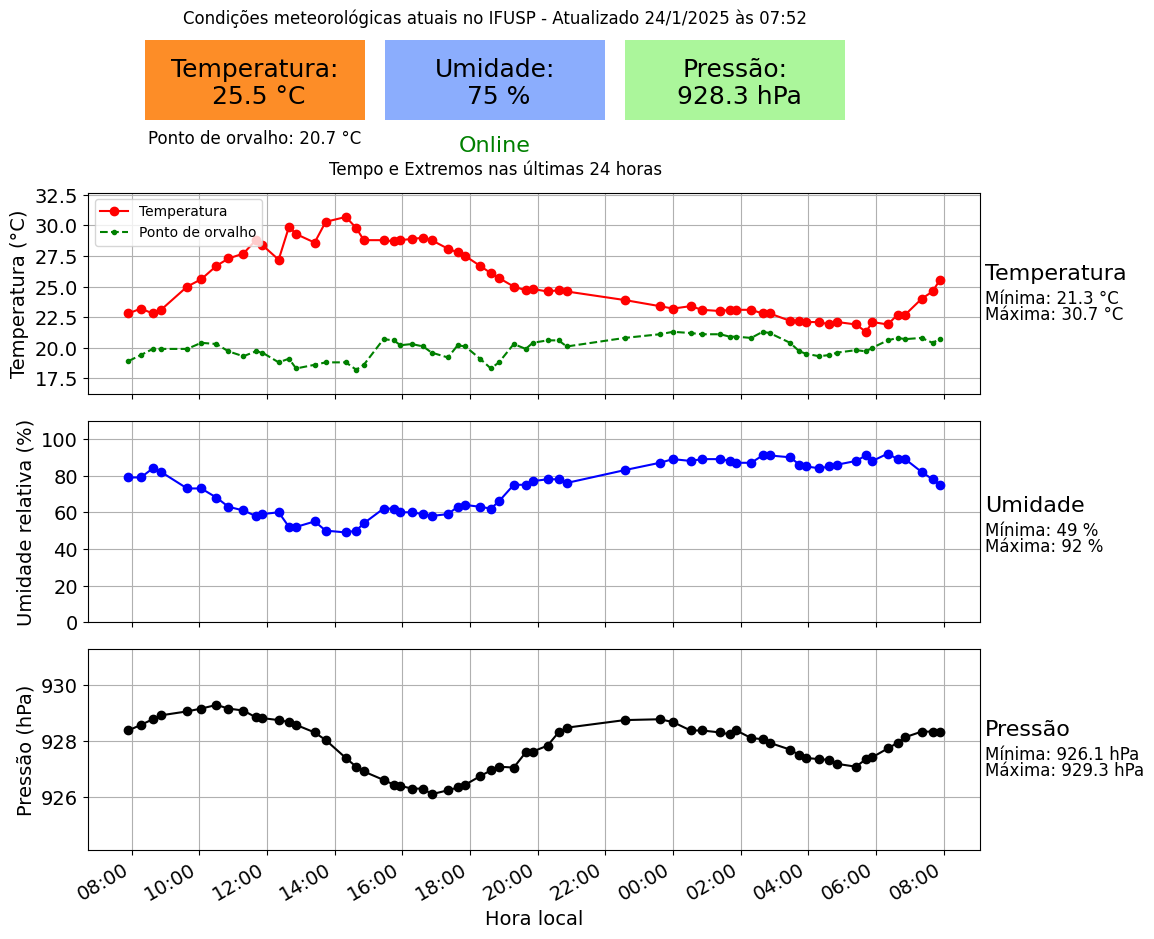 Condições meteorológicas atuais no IFUSP - Atualizado 24/1/2025 às 07:52
Temperatura:
25.5 °C
Umidade:
75 %
Pressão:
928.3 hPa
Ponto de orvalho: 20.7 °C
Online
Tempo e Extremos nas últimas 24 horas
Temperatura (°C)
32.5
30.0
27.5
25.0
22.5
20.0
17.5
Temperatura
Ponto de orvalho
Temperatura
Mínima: 21.3 °C
Máxima: 30.7 °C
Umidade relativa (%)
100
80
60
40
20
0
Umidade
Mínima: 49 %
Máxima: 92 %
Pressão (hPa)
930
928
926
Pressão
Mínima: 926.1 hPa
Máxima: 929.3 hPa
08:00
10:00
12:00
14:00
16:00
18:00
20:00
22:00
00:00
02:00
04:00
06:00
08:00
Hora local